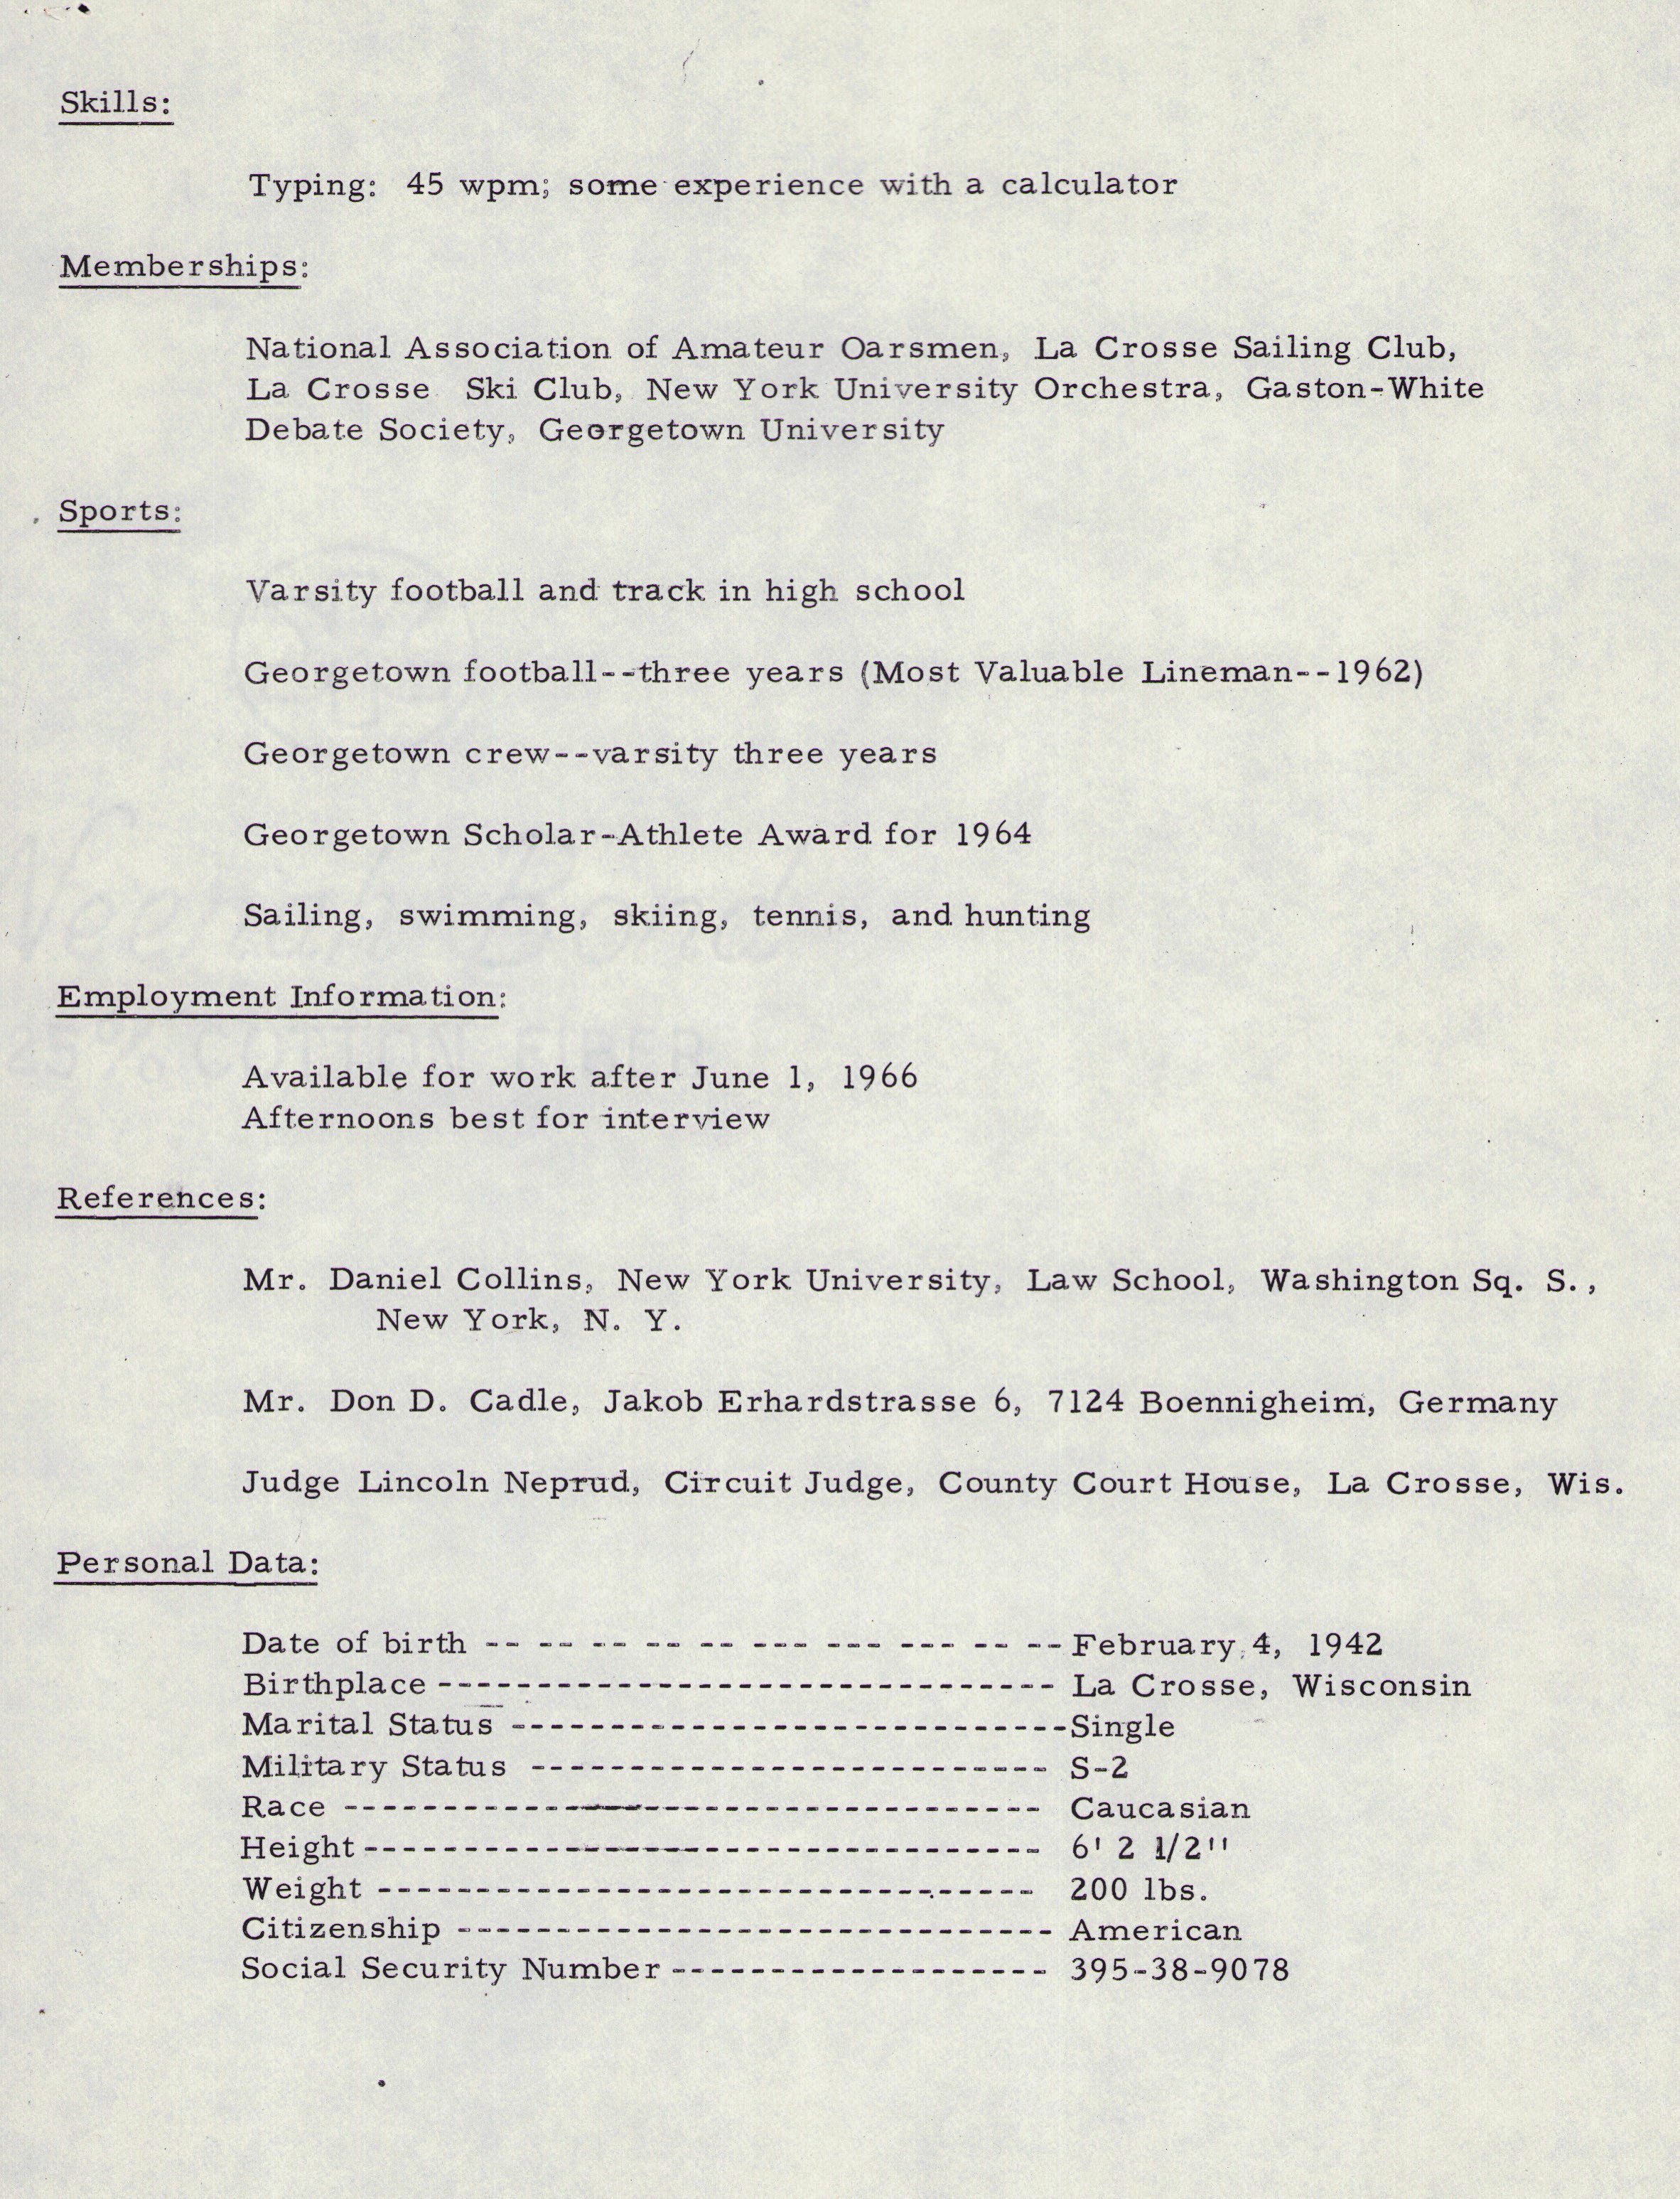 Skills:
Typing: 45 wpm; some experience with a calculator
Memberships:
National Association of Amateur Oarsmen, La Crosse Sailing Club,
La Crosse Ski Club, New York University Orchestra, Gaston-White
Debate Society, Georgetown University
Sports:
Varsity football and track in high school
Georgetown football--three years (Most Valuable Lineman--1962)
Georgetown crew--varsity three years
Georgetown Scholar-Athlete Award for 1964
Sailing, swimming, skiing, tennis, and hunting
Employment Information:
Available for work after June 1, 1966
Afternoons best for interview
References:
Mr. Daniel Collins, New York University, Law School, Washington Sq. S.,
New York, N. Y.
Mr. Don D. Cadle, Jakob Erhardstrasse 6, 7124 Boennigheim, Germany
Judge Lincoln Neprud, Circuit Judge, County Court House, La Crosse, Wis.
Personal Data:
Date of birth -- -- -- -- -- --- --- --- -- -- -- February 4, 1942
Birthplace ------------------------------- La Crosse, Wisconsin
Marital Status ----------------------------Single
Military Status -------------------------- S-2
Race ----------------------------------- Caucasian
Height---------------------------------- 6' 2 1/2"
Weight --------------------------------- 200 lbs.
Citizenship ------------------------------ American
Social Security Number ------------------- 395-38-9078